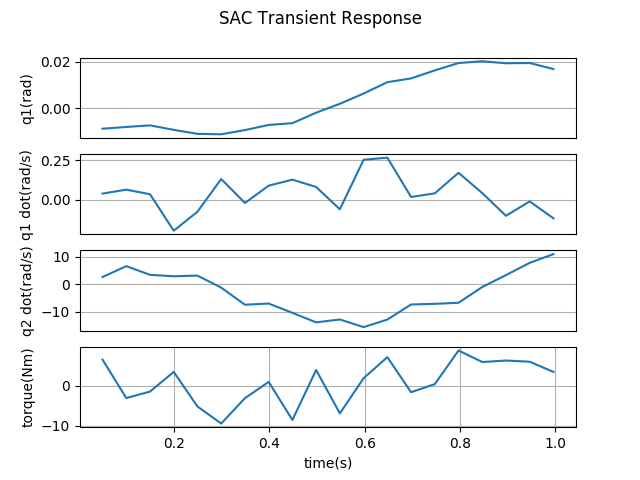 SAC Transient Response
0.02
0.00
q1(rad)
0.25
0.00
q1 dot(rad/s)
10
0
−10
q2 dot(rad/s)
0
−10
torque(Nm)
0.2 0.4 0.6 0.8 1.0
time(s)